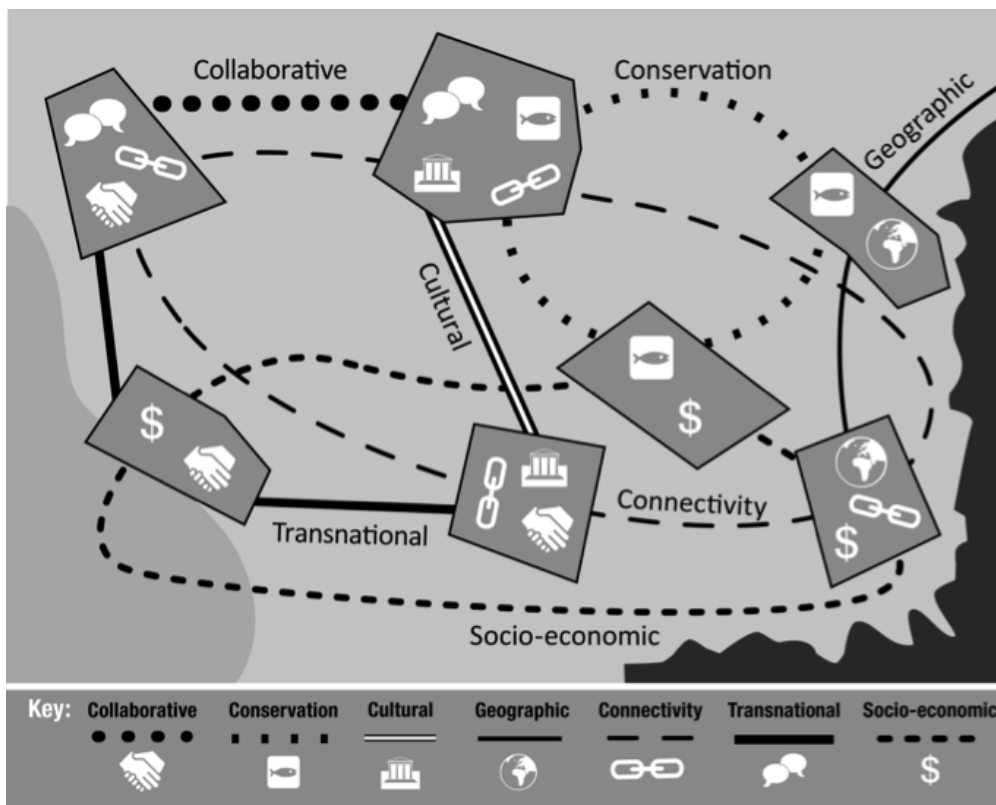 Collaborative
Conservation
Geographic
Cultural
$
$
Connectivity
$
Transnational
Socio-economic
Key: Collaborative Conservation Cultural Geographic Connectivity Transnational Socio-economic
$